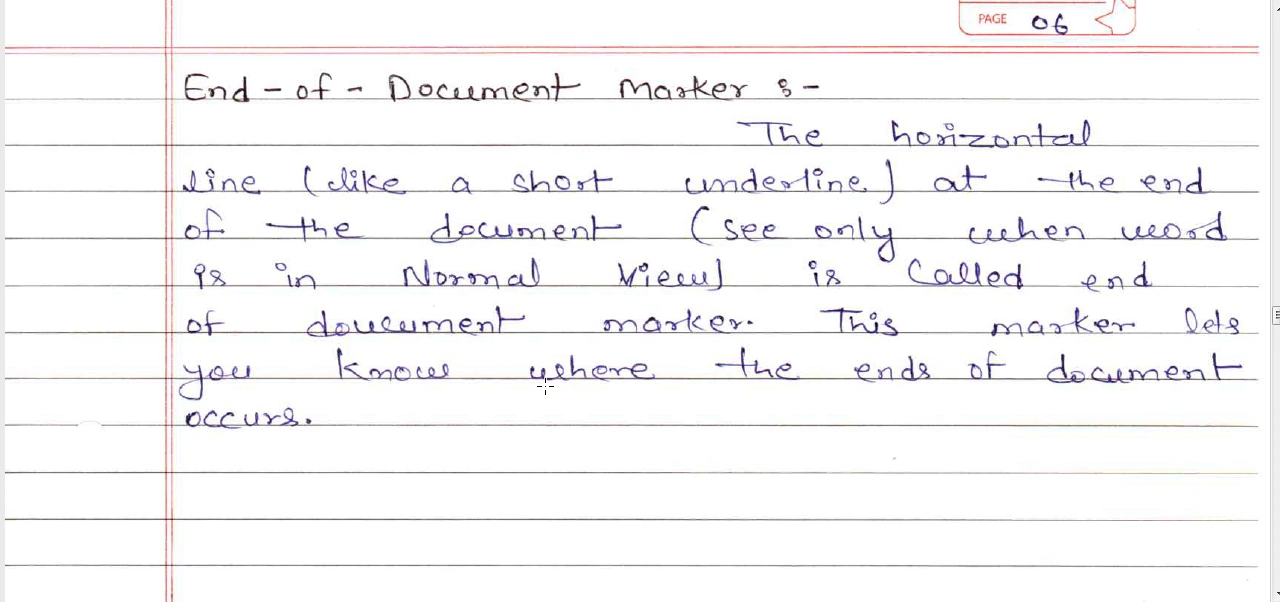 PAGE 06
End-of-Document Marker :-
The horizontal
line (like a short underline) at the end
of the document (see only when word
is in Normal View) is Called end
of doucument marker. This marker lets
you know where the ends of document
occurs.